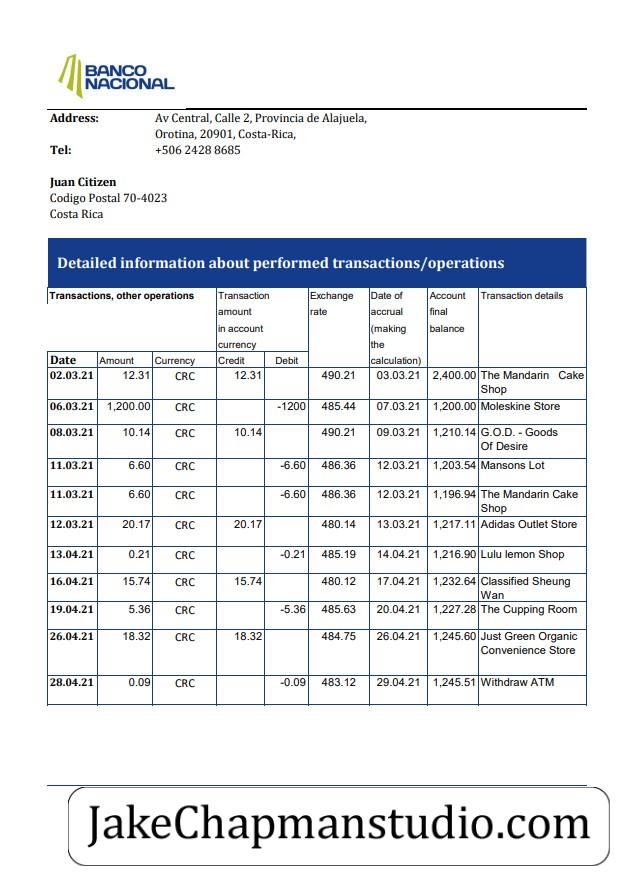 BANCO
NACIONAL
Address: Av Central, Calle 2, Provincia de Alajuela,
Orotina, 20901, Costa-Rica,
Tel: +506 2428 8685
Juan Citizen
Codigo Postal 70-4023
Costa Rica
Detailed information about performed transactions/operations
Transactions, other operations Transaction Exchange Date of Account Transaction details
amount rate accrual final
in account (making balance
currency the
Date Amount Currency Credit Debit calculation)
02.03.21 12.31 CRC 12.31 490.21 03.03.21 2,400.00 The Mandarin Cake
Shop
06.03.21 1,200.00 CRC -1200 485.44 07.03.21 1,200.00 Moleskine Store
08.03.21 10.14 CRC 10.14 490.21 09.03.21 1,210.14 G.O.D. - Goods
Of Desire
11.03.21 6.60 CRC -6.60 486.36 12.03.21 1,203.54 Mansons Lot
11.03.21 6.60 CRC -6.60 486.36 12.03.21 1,196.94 The Mandarin Cake
Shop
12.03.21 20.17 CRC 20.17 480.14 13.03.21 1,217.11 Adidas Outlet Store
13.04.21 0.21 CRC -0.21 485.19 14.04.21 1,216.90 Lulu lemon Shop
16.04.21 15.74 CRC 15.74 480.12 17.04.21 1,232.64 Classified Sheung
Wan
19.04.21 5.36 CRC -5.36 485.63 20.04.21 1,227.28 The Cupping Room
26.04.21 18.32 CRC 18.32 484.75 26.04.21 1,245.60 Just Green Organic
Convenience Store
28.04.21 0.09 CRC -0.09 483.12 29.04.21 1,245.51 Withdraw ATM
JakeChapmanstudio.com